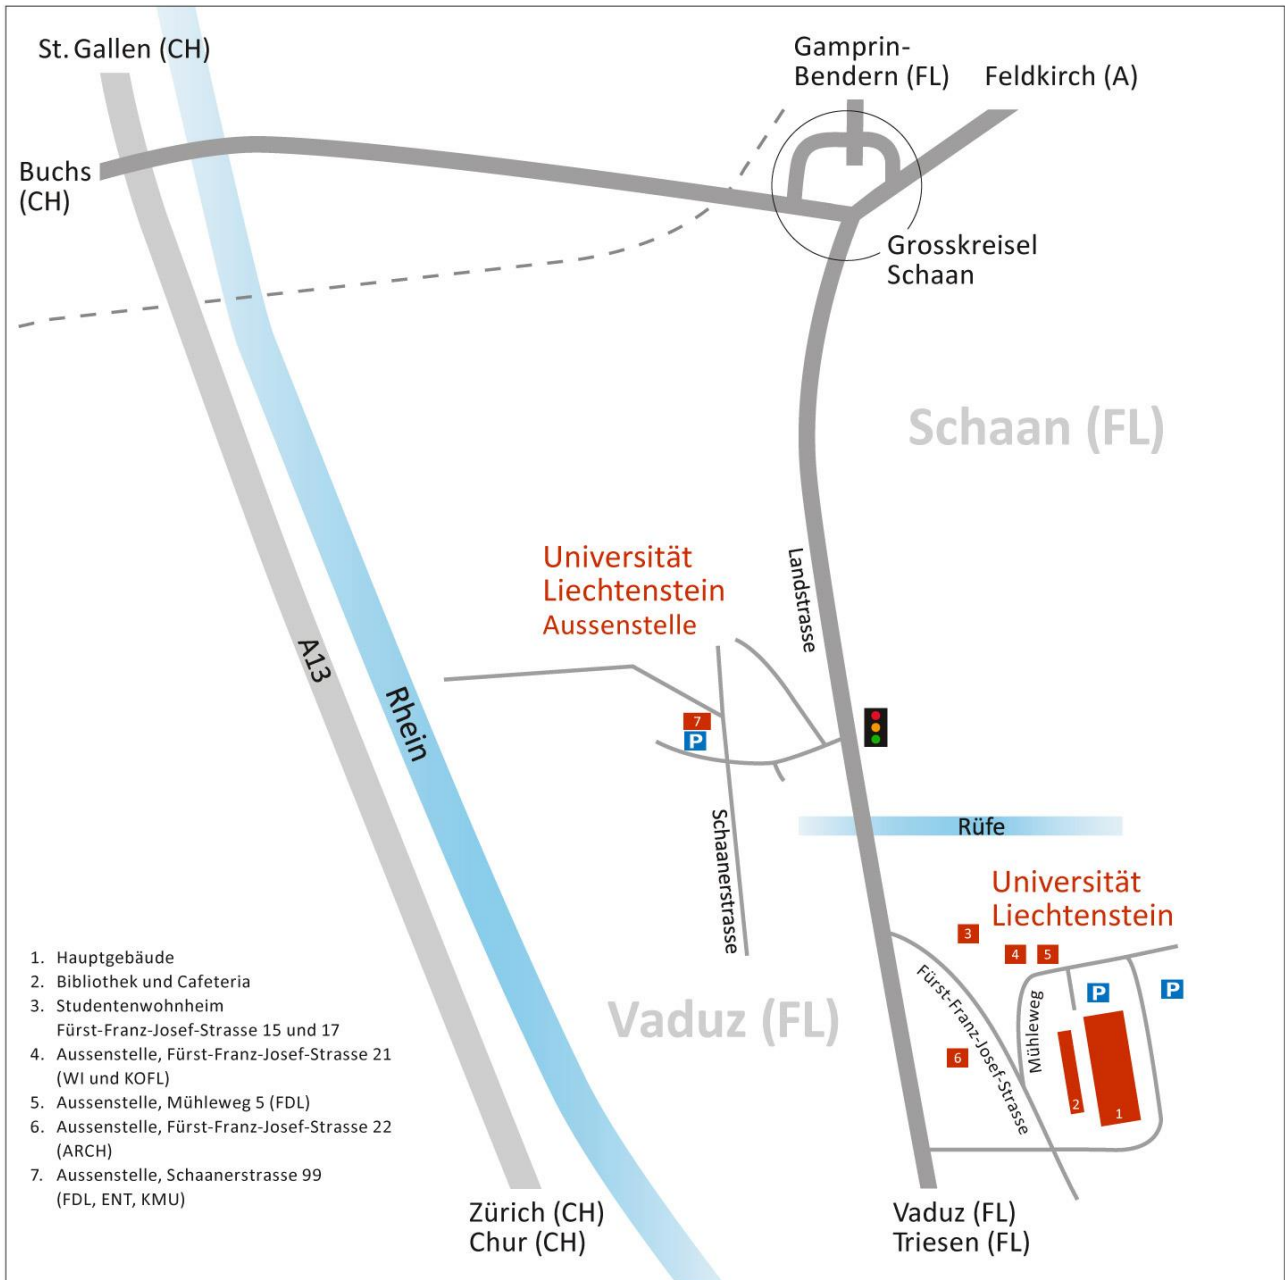 St. Gallen (CH)
Gamprin-
Bendern (FL)
Feldkirch (A)
Buchs
(CH)
Grosskreisel
Schaan
Schaan (FL)
Universität
Liechtenstein
Aussenstelle
Landstrasse
A13
Rhein
7
P
Schaanerstrasse
Rüfe
Universität
Liechtenstein
3
4
5
P
P
Fürst-Franz-Josef-Strasse
Mühleweg
6
2
1
Vaduz (FL)
1. Hauptgebäude
2. Bibliothek und Cafeteria
3. Studentenwohnheim
Fürst-Franz-Josef-Strasse 15 und 17
4. Aussenstelle, Fürst-Franz-Josef-Strasse 21
(WI und KOFL)
5. Aussenstelle, Mühleweg 5 (FDL)
6. Aussenstelle, Fürst-Franz-Josef-Strasse 22
(ARCH)
7. Aussenstelle, Schaanerstrasse 99
(FDL, ENT, KMU)
Zürich (CH)
Chur (CH)
Vaduz (FL)
Triesen (FL)